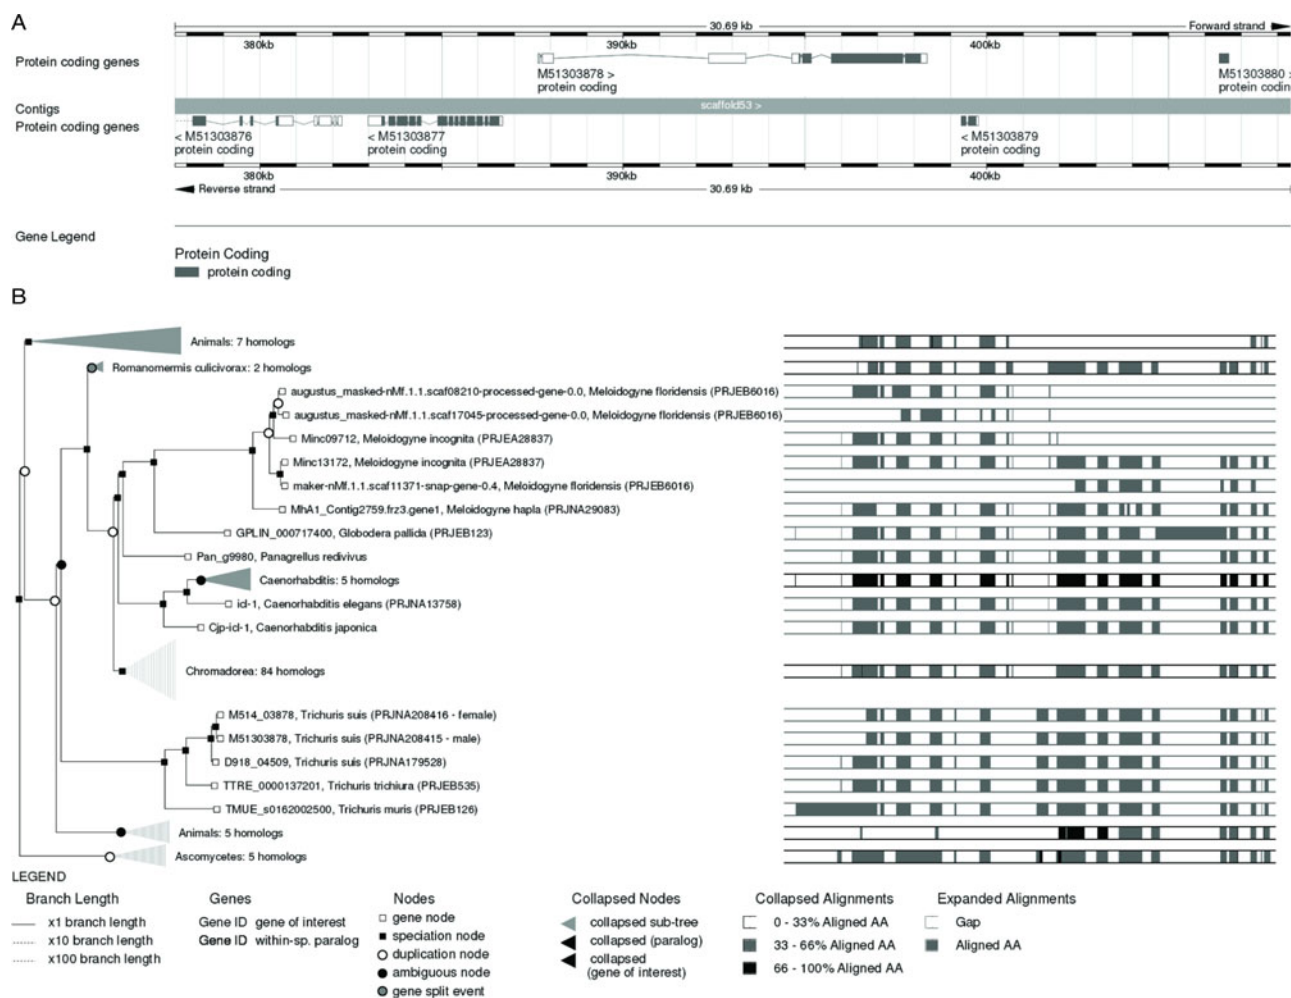 A
30.69 kb
Forward strand
380kb
390kb
400kb
Protein coding genes
M51303878 >
protein coding
M51303880 >
protein codin
Contigs
scaffold53 >
Protein coding genes
< M51303876
protein coding
< M51303877
protein coding
< M51303879
protein coding
380kb
390kb
400kb
Reverse strand
30.69 kb
Gene Legend
Protein Coding
protein coding
B
Animals: 7 homologs
Romanomermis culicivorax: 2 homologs
augustus_masked-nMf.1.1.scaf08210-processed-gene-0.0, Meloidogyne floridensis (PRJEB6016)
augustus_masked-nMf.1.1.scaf17045-processed-gene-0.0, Meloidogyne floridensis (PRJEB6016)
Minc09712, Meloidogyne incognita (PRJEA28837)
Minc13172, Meloidogyne incognita (PRJEA28837)
maker-nMf.1.1.scaf11371-snap-gene-0.4, Meloidogyne floridensis (PRJEB6016)
MhA1_Contig2759.frz3.gene1, Meloidogyne hapla (PRJNA29083)
GPLIN_000717400, Globodera pallida (PRJEB123)
Pan_g9980, Panagrellus redivivus
Caenorhabditis: 5 homologs
icl-1, Caenorhabditis elegans (PRJNA13758)
Cjp-icl-1, Caenorhabditis japonica
Chromadorea: 84 homologs
M514_03878, Trichuris suis (PRJNA208416 - female)
M51303878, Trichuris suis (PRJNA208415 - male)
D918_04509, Trichuris suis (PRJNA179528)
TTRE_0000137201, Trichuris trichiura (PRJEB535)
TMUE_s0162002500, Trichuris muris (PRJEB126)
Animals: 5 homologs
Ascomycetes: 5 homologs
LEGEND
Branch Length
x1 branch length
x10 branch length
x100 branch length
Genes
Gene ID gene of interest
Gene ID within-sp. paralog
Nodes
gene node
speciation node
duplication node
ambiguous node
gene split event
Collapsed Nodes
collapsed sub-tree
collapsed (paralog)
collapsed
(gene of interest)
Collapsed Alignments
0 - 33% Aligned AA
33 - 66% Aligned AA
66 - 100% Aligned AA
Expanded Alignments
Gap
Aligned AA